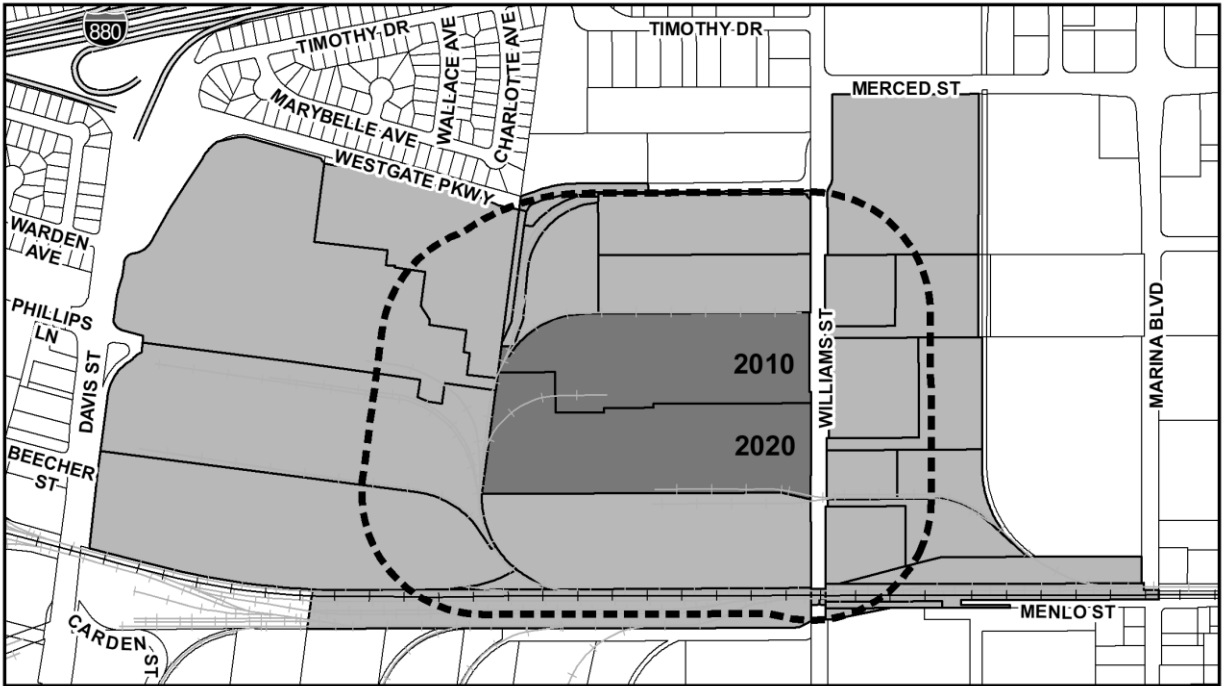 880
TIMOTHY DR
WALLACE AVE
CHARLOTTE AVE
TIMOTHY DR
MERCED ST
MARYBELLE AVE
WESTGATE PKWY
WARDEN
AVE
PHILLIPS
LN
DAVIS ST
2010
WILLIAMS ST
MARINA BLVD
2020
BEECHER
ST
CARDEN
ST
MENLO ST